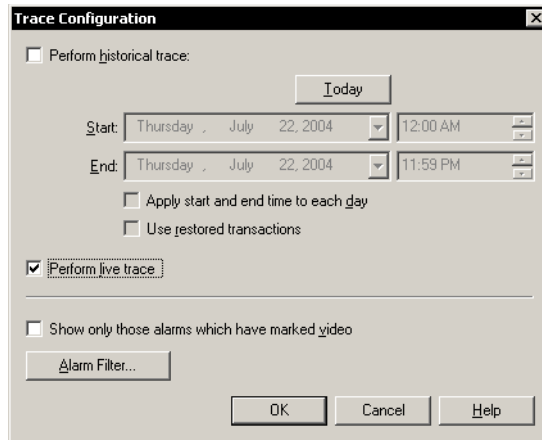 Trace Configuration
Perform historical trace:
Today
Start: Thursday , July 22, 2004 12:00 AM
End: Thursday , July 22, 2004 11:59 PM
Apply start and end time to each day
Use restored transactions
Perform live trace
Show only those alarms which have marked video
Alarm Filter...
OK Cancel Help